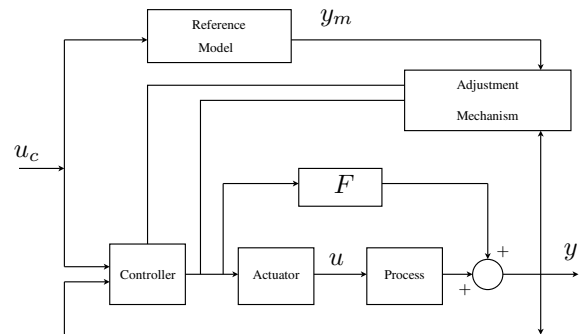 Reference
Model
y_m
Adjustment
Mechanism
u_c
F
Controller
Actuator
u
Process
+
+
y